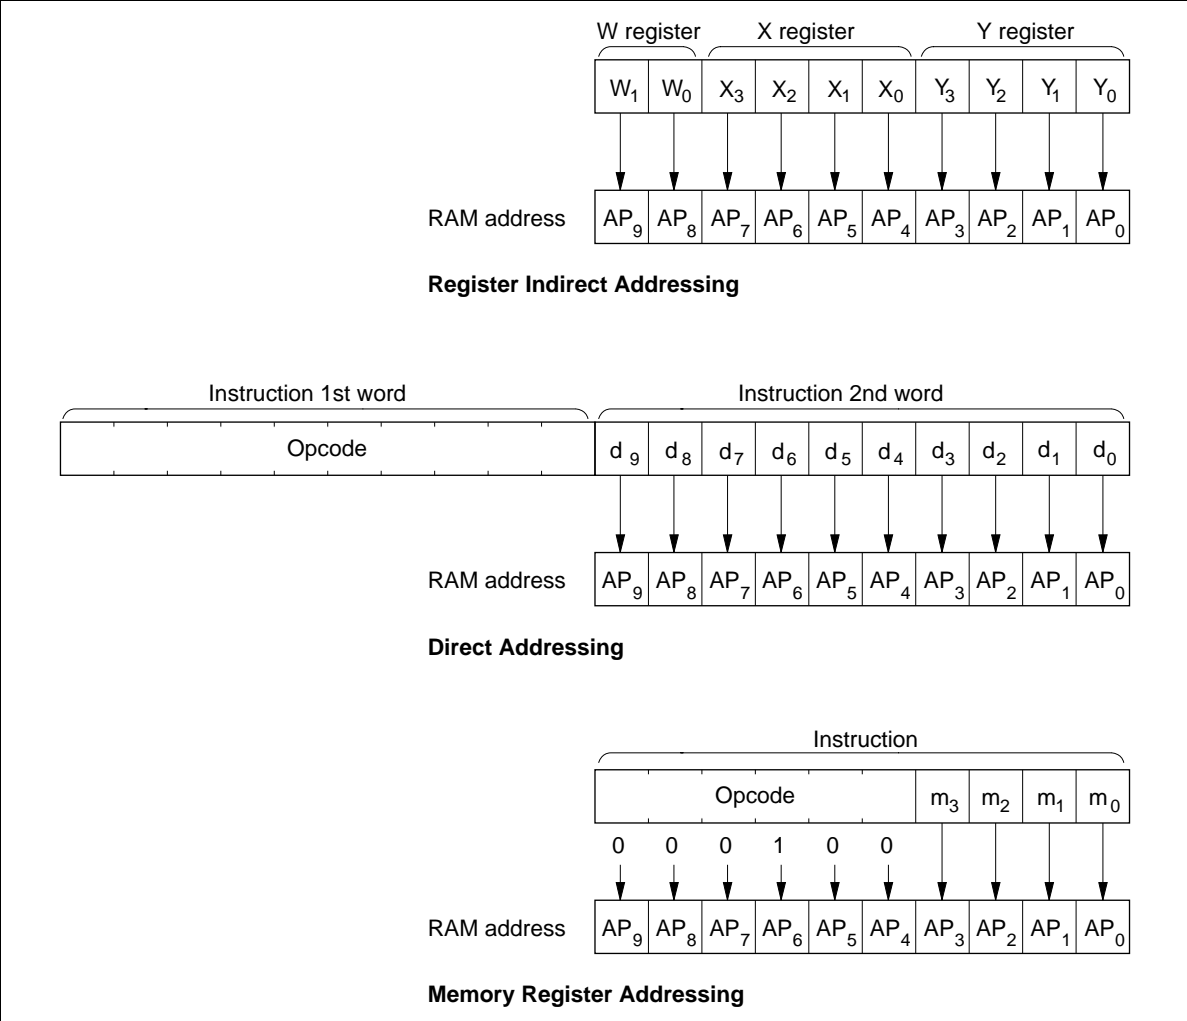 W register X register Y register
W1 W0 X3 X2 X1 X0 Y3 Y2 Y1 Y0
RAM address AP9 AP8 AP7 AP6 AP5 AP4 AP3 AP2 AP1 AP0
Register Indirect Addressing
Instruction 1st word Instruction 2nd word
Opcode d9 d8 d7 d6 d5 d4 d3 d2 d1 d0
RAM address AP9 AP8 AP7 AP6 AP5 AP4 AP3 AP2 AP1 AP0
Direct Addressing
Instruction
Opcode m3 m2 m1 m0
0 0 0 1 0 0
RAM address AP9 AP8 AP7 AP6 AP5 AP4 AP3 AP2 AP1 AP0
Memory Register Addressing